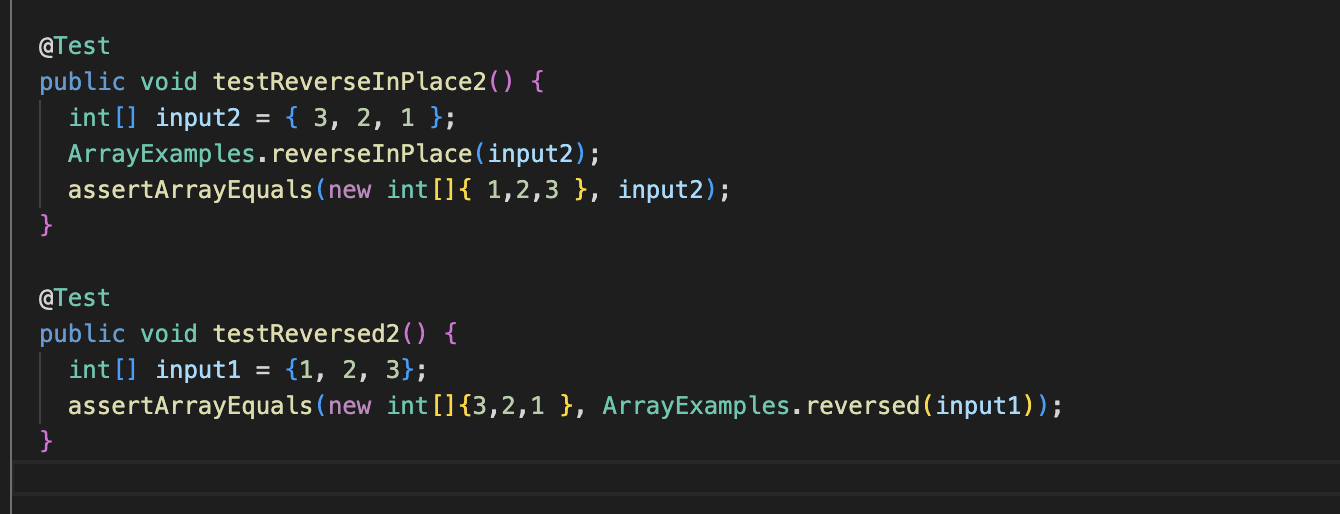 @Test
public void testReverseInPlace2() {
  int[] input2 = { 3, 2, 1 };
  ArrayExamples.reverseInPlace(input2);
  assertArrayEquals(new int[]{ 1,2,3 }, input2);
}

@Test
public void testReversed2() {
  int[] input1 = {1, 2, 3};
  assertArrayEquals(new int[]{3,2,1 }, ArrayExamples.reversed(input1));
}